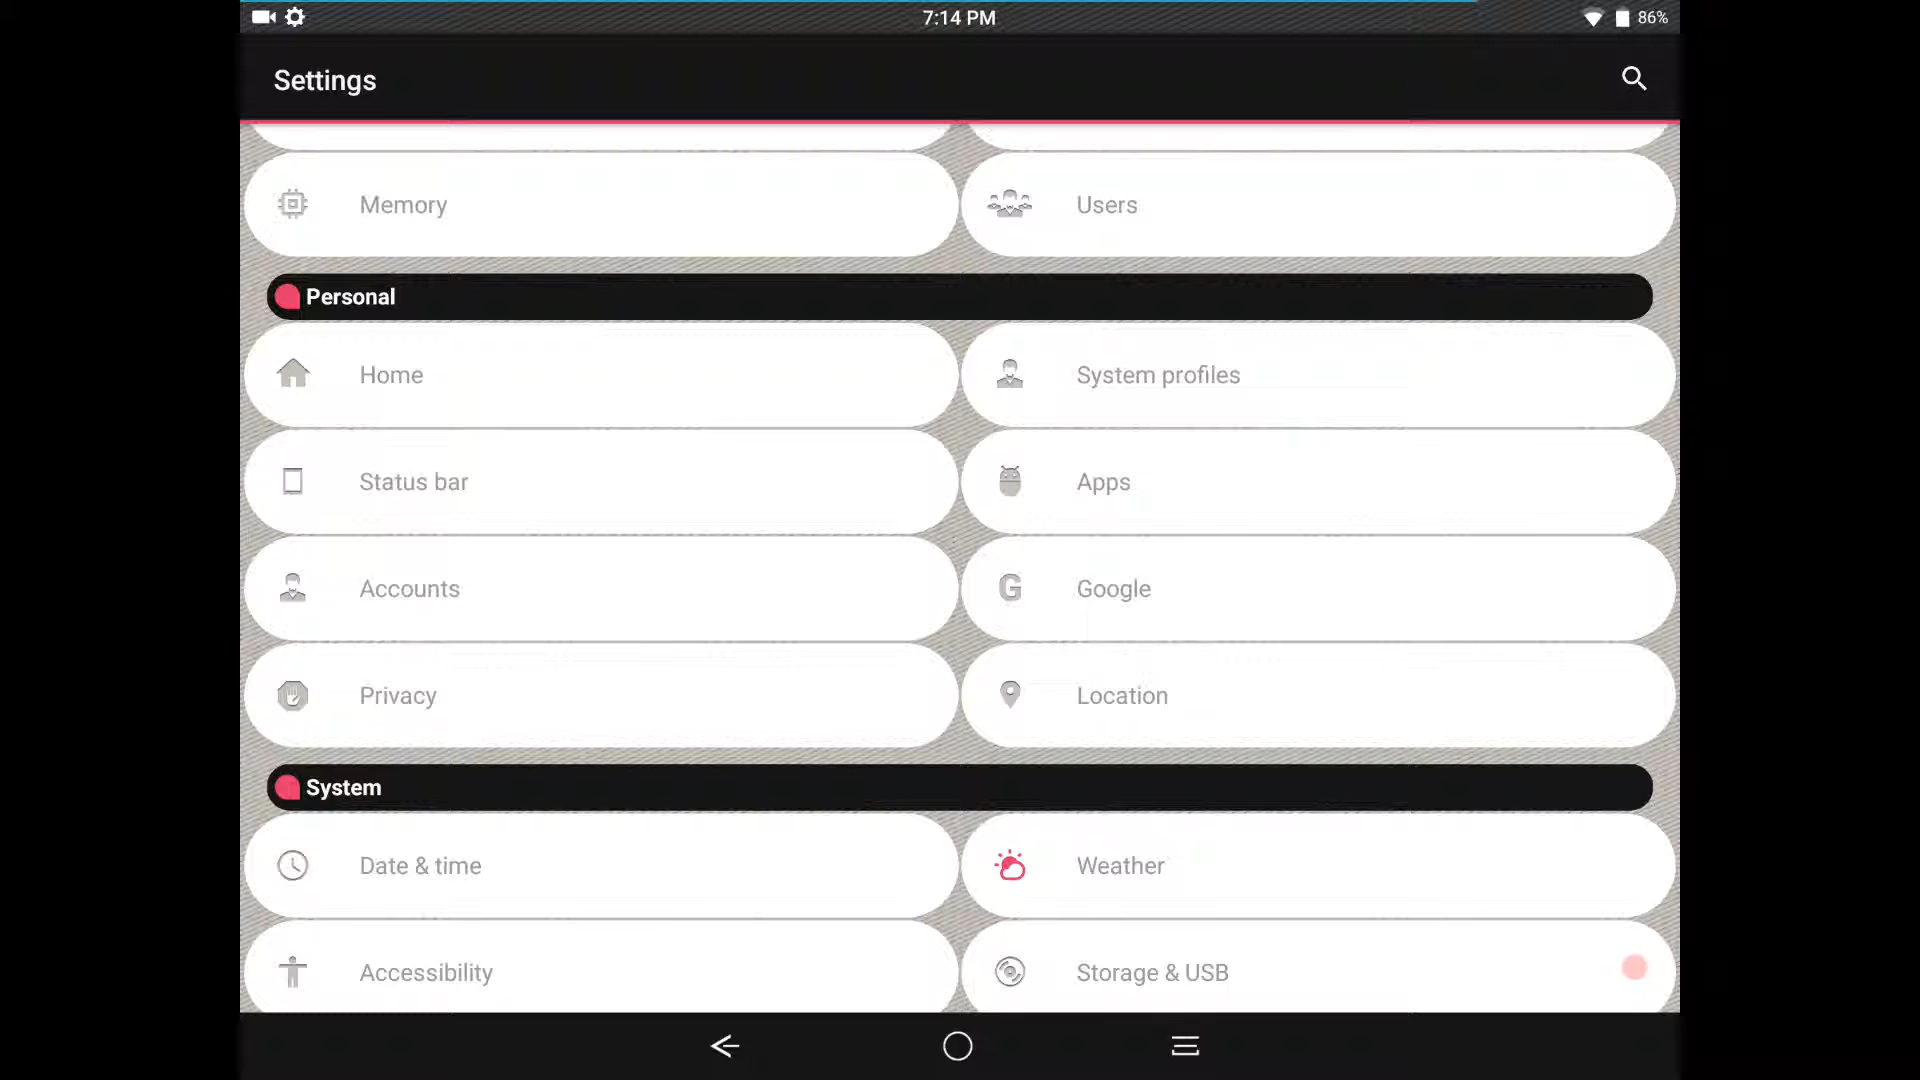 7:14 PM
86%
Settings
Memory
Users
Personal
Home
System profiles
Status bar
Apps
Accounts
G Google
Privacy
Location
System
Date & time
Weather
Accessibility
Storage & USB